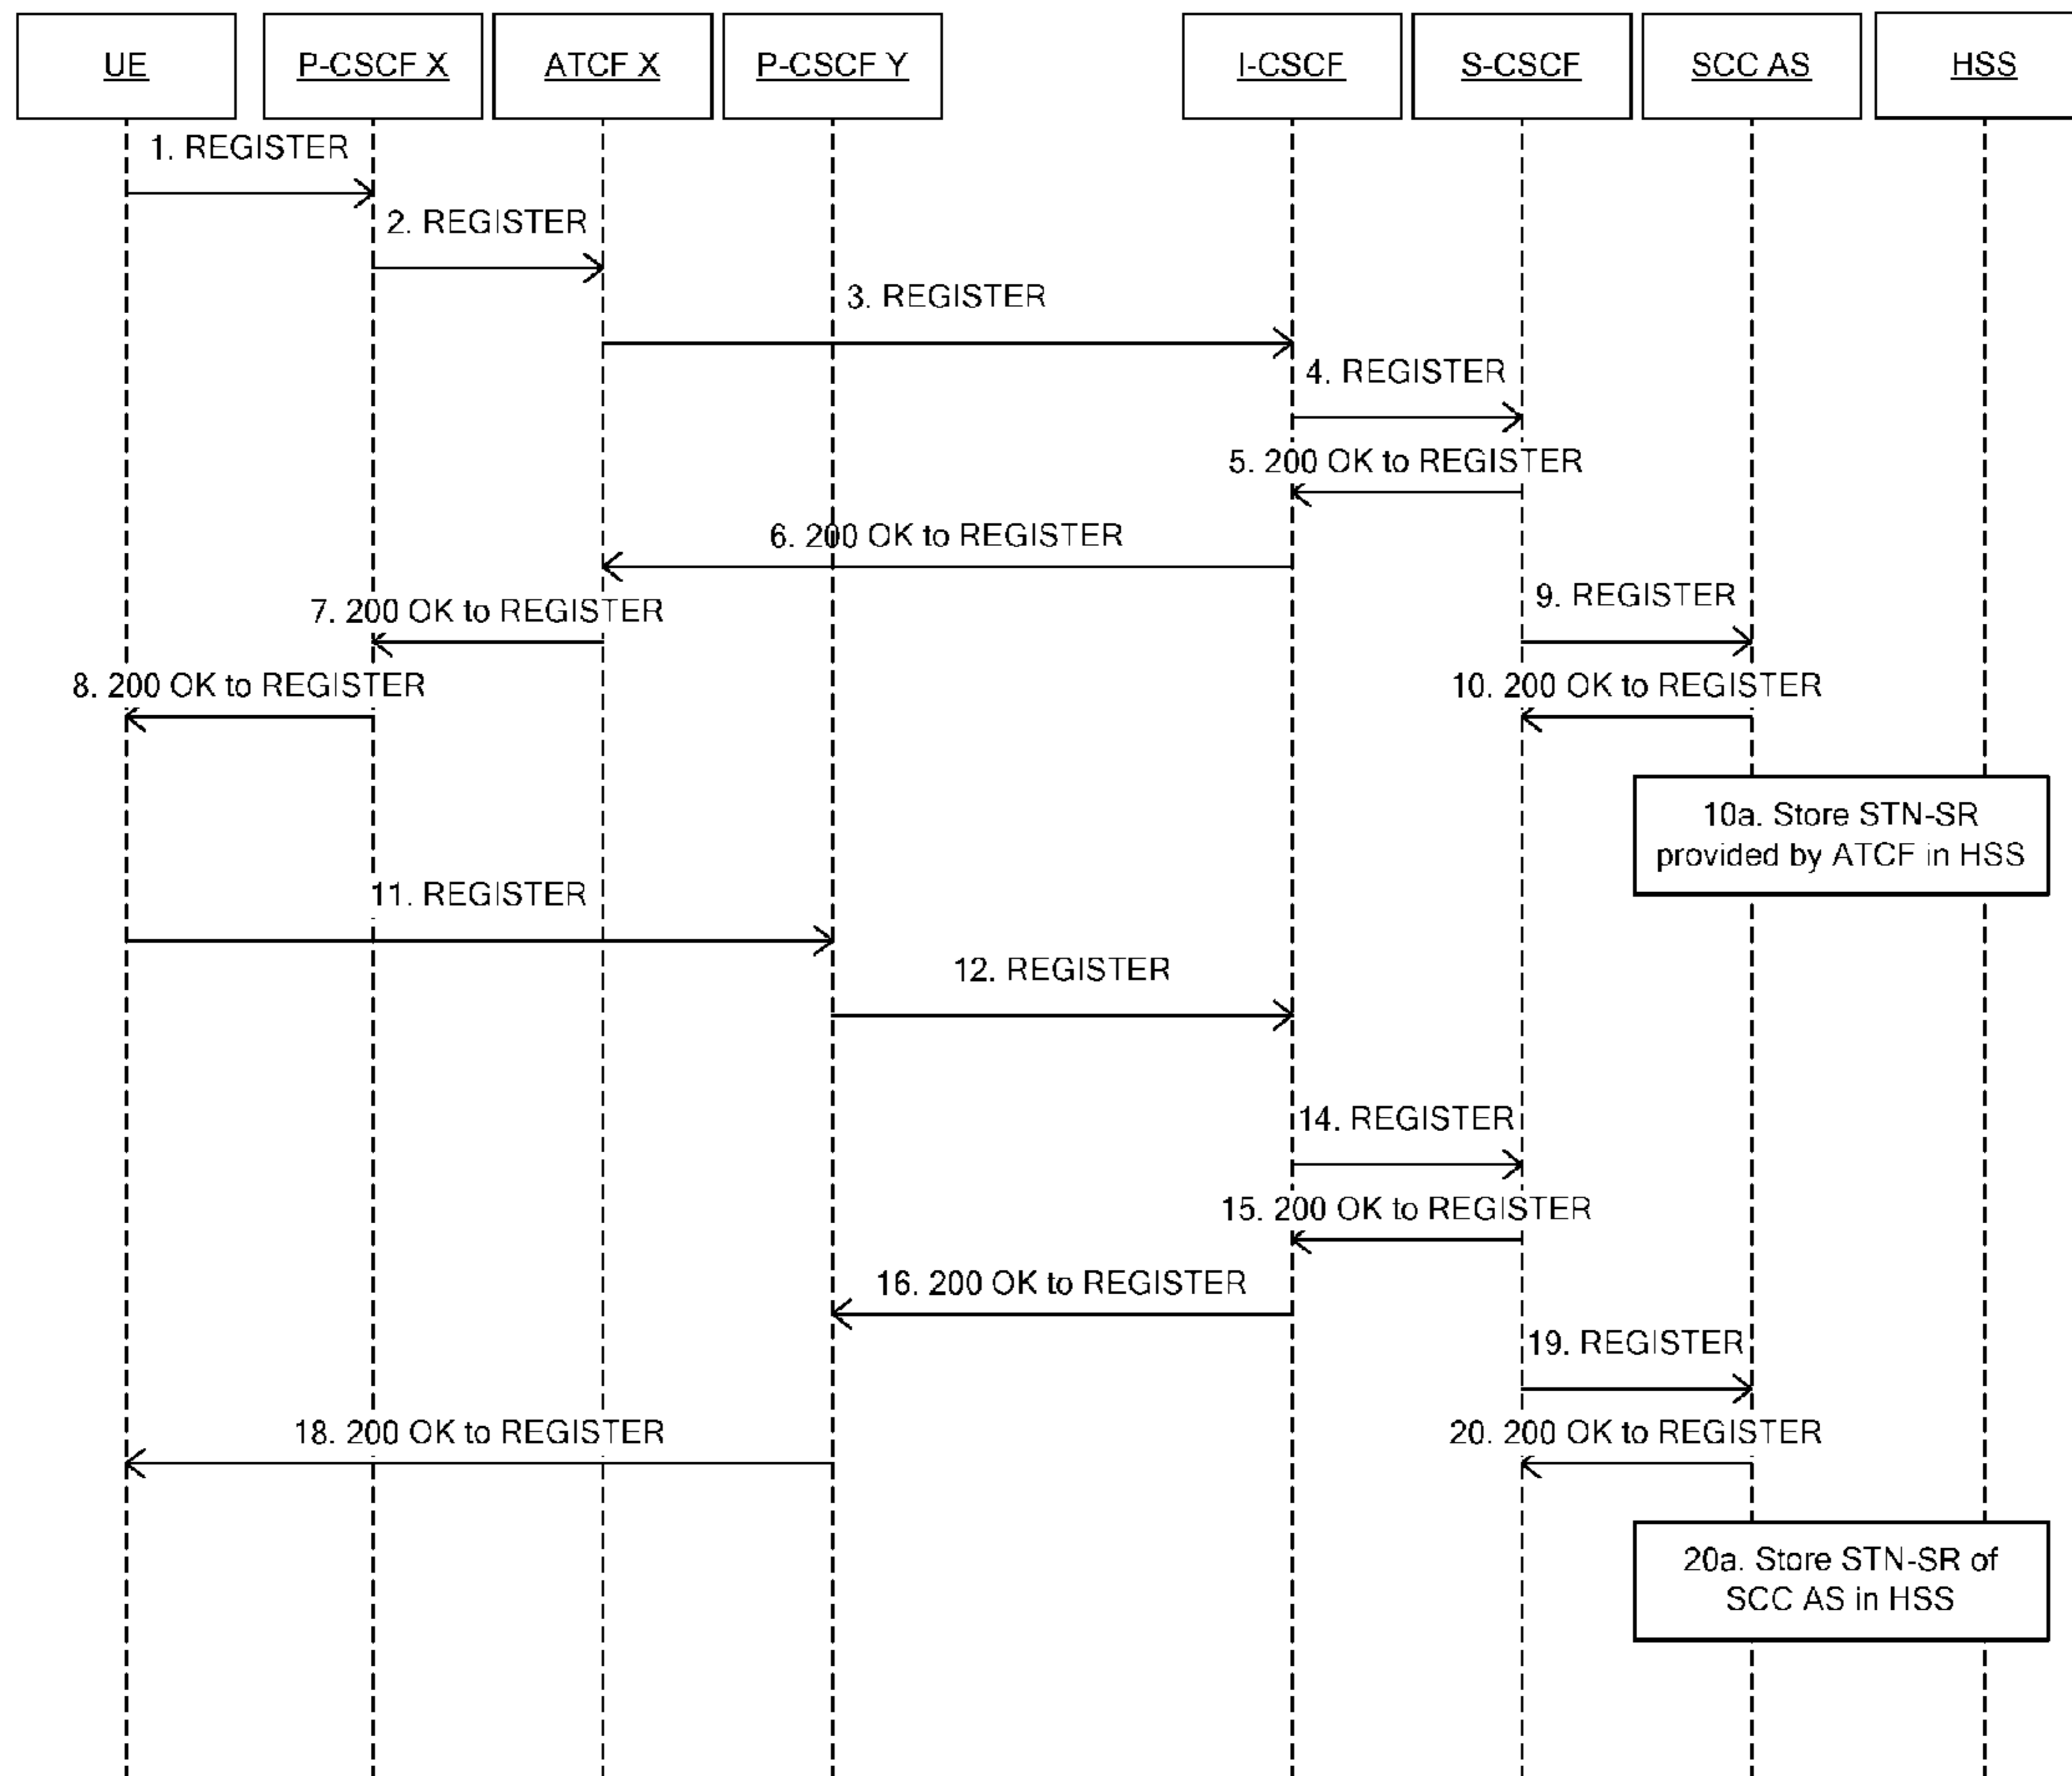 UE
P-CSCF X
ATCF X
P-CSCF Y
I-CSCF
S-CSCF
SCC AS
HSS
1. REGISTER
2. REGISTER
3. REGISTER
4. REGISTER
5. 200 OK to REGISTER
6. 200 OK to REGISTER
9. REGISTER
7. 200 OK to REGISTER
8. 200 OK to REGISTER
10. 200 OK to REGISTER
10a. Store STN-SR
provided by ATCF in HSS
11. REGISTER
12. REGISTER
14. REGISTER
15. 200 OK to REGISTER
16. 200 OK to REGISTER
19. REGISTER
18. 200 OK to REGISTER
20. 200 OK to REGISTER
20a. Store STN-SR of
SCC AS in HSS